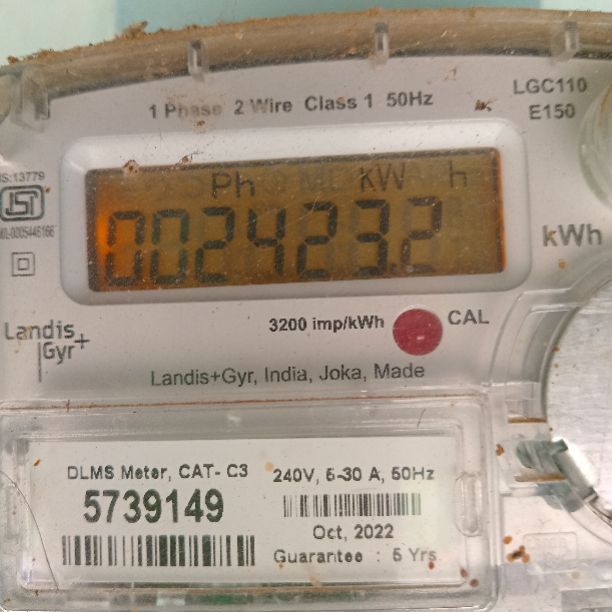 1 Phase 2 Wire Class 1 50Hz
LGC110
E150
IS:13779
ISI
Ph kW h
002423.2
kWh
Landis
Gyr+
3200 imp/kWh
CAL
Landis+Gyr, India, Joka, Made
DLMS Meter, CAT- C3
5739149
240V, 5-30 A, 50Hz
Oct, 2022
Guarantee : 5 Yrs